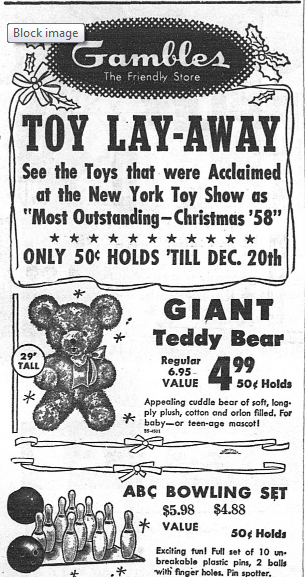 Block image
Gambles
The Friendly Store
TOY LAY-AWAY
See the Toys that were Acclaimed
at the New York Toy Show as
"Most Outstanding—Christmas '58"
ONLY 50¢ HOLDS 'TILL DEC. 20th
GIANT
Teddy Bear
29"
TALL
Regular
6.95
VALUE
4.99
50¢ Holds
Appealing cuddle bear of soft, long-
ply plush, cotton and orlon filled. For
baby—or teen-age mascot!
ABC BOWLING SET
$5.98 $4.88
VALUE
50¢ Holds
Exciting fun! Full set of 10 un-
breakable plastic pins, 2 balls
with finger holes. Pin spotter.